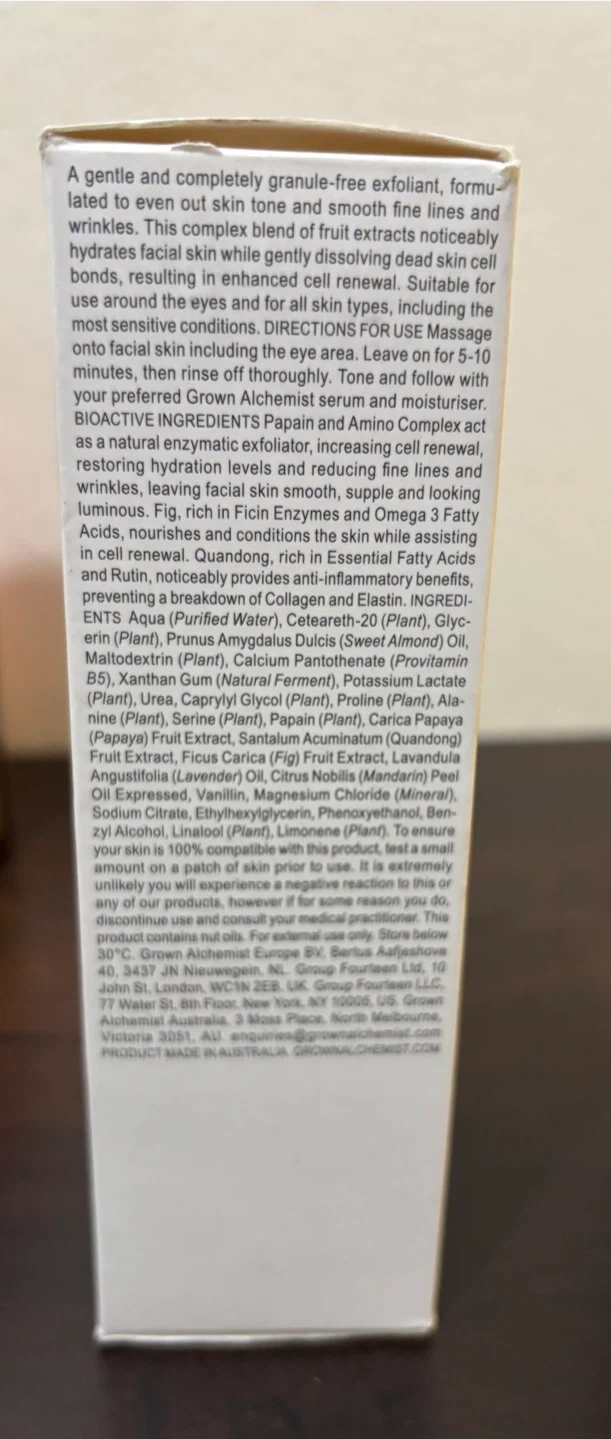 A gentle and completely granule-free exfoliant, formu-
lated to even out skin tone and smooth fine lines and
wrinkles. This complex blend of fruit extracts noticeably
hydrates facial skin while gently dissolving dead skin cell
bonds, resulting in enhanced cell renewal. Suitable for
use around the eyes and for all skin types, including the
most sensitive conditions. DIRECTIONS FOR USE Massage
onto facial skin including the eye area. Leave on for 5-10
minutes, then rinse off thoroughly. Tone and follow with
your preferred Grown Alchemist serum and moisturiser.
BIOACTIVE INGREDIENTS Papain and Amino Complex act
as a natural enzymatic exfoliator, increasing cell renewal,
restoring hydration levels and reducing fine lines and
wrinkles, leaving facial skin smooth, supple and looking
luminous. Fig, rich in Ficin Enzymes and Omega 3 Fatty
Acids, nourishes and conditions the skin while assisting
in cell renewal. Quandong, rich in Essential Fatty Acids
and Rutin, noticeably provides anti-inflammatory benefits,
preventing a breakdown of Collagen and Elastin. INGREDI-
ENTS Aqua (Purified Water), Ceteareth-20 (Plant), Glyc-
erin (Plant), Prunus Amygdalus Dulcis (Sweet Almond) Oil,
Maltodextrin (Plant), Calcium Pantothenate (Provitamin
B5), Xanthan Gum (Natural Ferment), Potassium Lactate
(Plant), Urea, Caprylyl Glycol (Plant), Proline (Plant), Ala-
nine (Plant), Serine (Plant), Papain (Plant), Carica Papaya
(Papaya) Fruit Extract, Santalum Acuminatum (Quandong)
Fruit Extract, Ficus Carica (Fig) Fruit Extract, Lavandula
Angustifolia (Lavender) Oil, Citrus Nobilis (Mandarin) Peel
Oil Expressed, Vanillin, Magnesium Chloride (Mineral),
Sodium Citrate, Ethylhexylglycerin, Phenoxyethanol, Ben-
zyl Alcohol, Linalool (Plant), Limonene (Plant). To ensure
your skin is 100% compatible with this product, test a small
amount on a patch of skin prior to use. It is extremely
unlikely you will experience a negative reaction to this or
any of our products, however if for some reason you do,
discontinue use and consult your medical practitioner. This
product contains nut oils. For external use only. Store below
30°C. Grown Alchemist Europe BV,
40, 3437 JN Nieuwegein, NL. Group Fourteen Ltd, 10
John St, London, WC1N 2EB, UK. Group Fourteen LLC,
77 Water St, 8th Floor, New York, NY 10005, US. Grown
Alchemist Australia, 3 Moss Place, North Melbourne,
Victoria 3051, AU. enquiries@grownalchemist.com
PRODUCT MADE IN AUSTRALIA GROWNALCHEMIST.COM